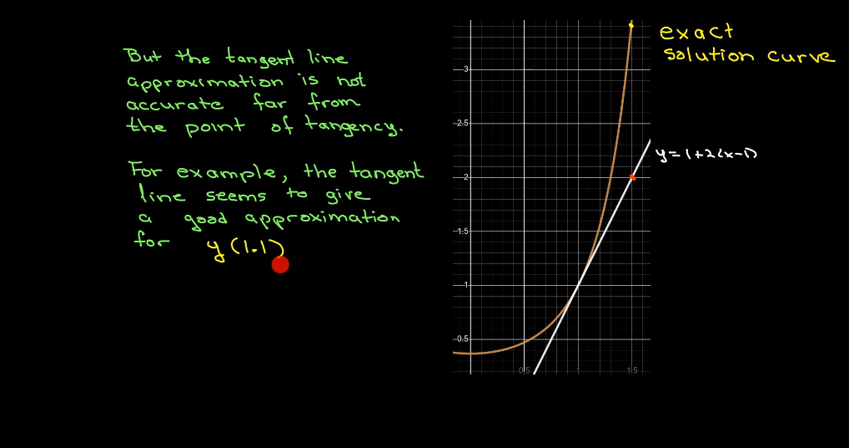 But the tangent line
approximation is not
accurate far from
the point of tangency.
For example, the tangent
line seems to give
a good approximation
for y(1.1)
exact
solution curve
y=1+2(x-1)
3
2.5
2
1.5
1
0.5
0.5
1
1.5